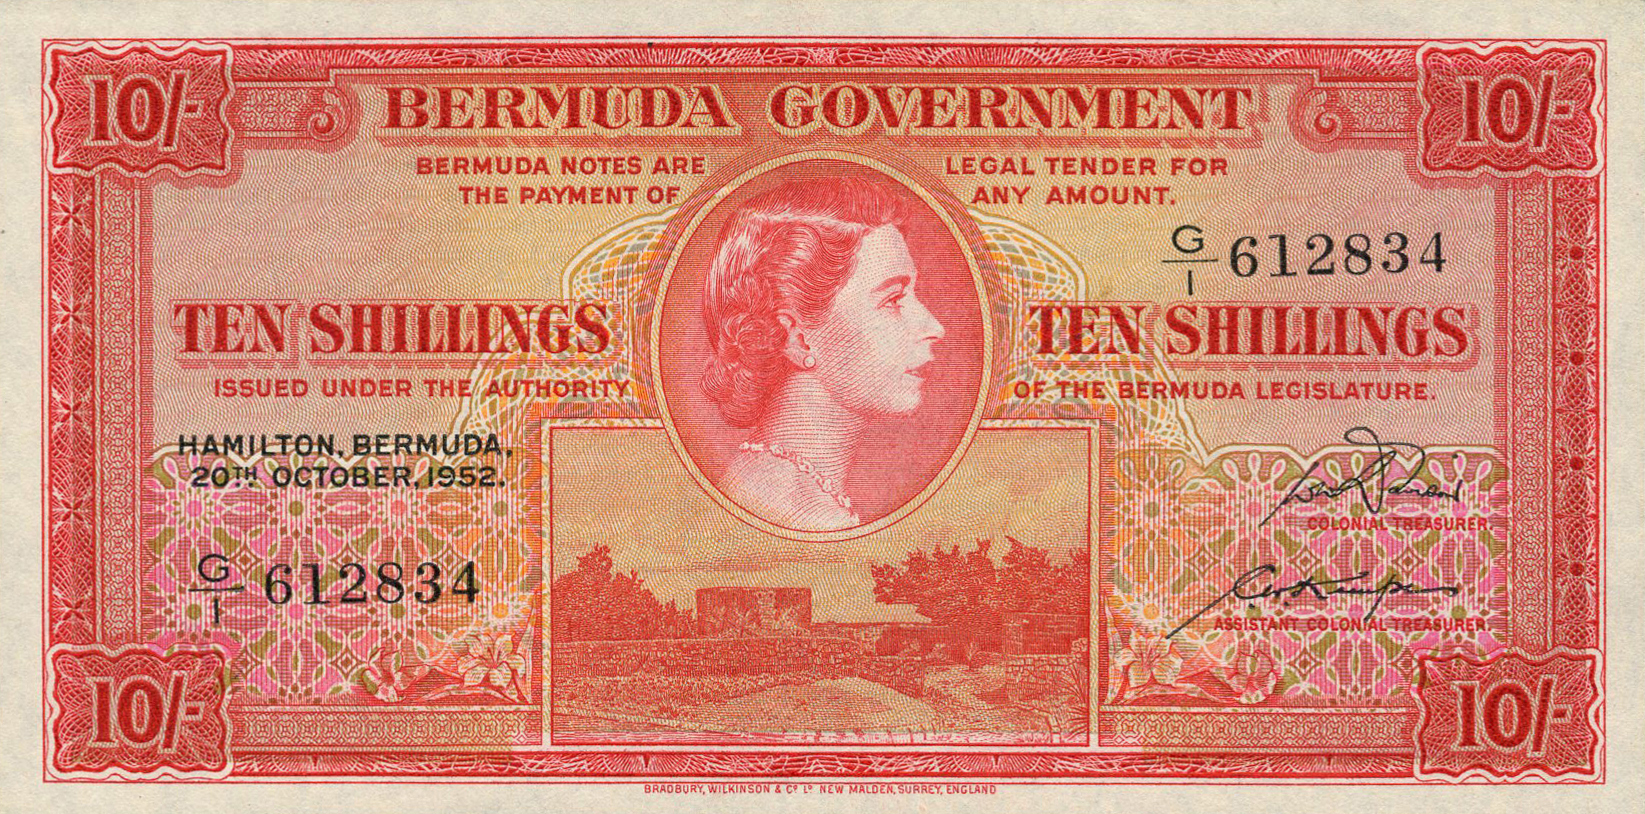 10/-
10/-
BERMUDA GOVERNMENT
BERMUDA NOTES ARE LEGAL TENDER FOR
THE PAYMENT OF ANY AMOUNT.
G/1 612834
TEN SHILLINGS TEN SHILLINGS
ISSUED UNDER THE AUTHORITY OF THE BERMUDA LEGISLATURE.
HAMILTON, BERMUDA,
20TH OCTOBER, 1952.
COLONIAL TREASURER.
G/1 612834
ASSISTANT COLONIAL TREASURER.
10/-
10/-
BRADBURY, WILKINSON & Cº Lº NEW MALDEN, SURREY, ENGLAND